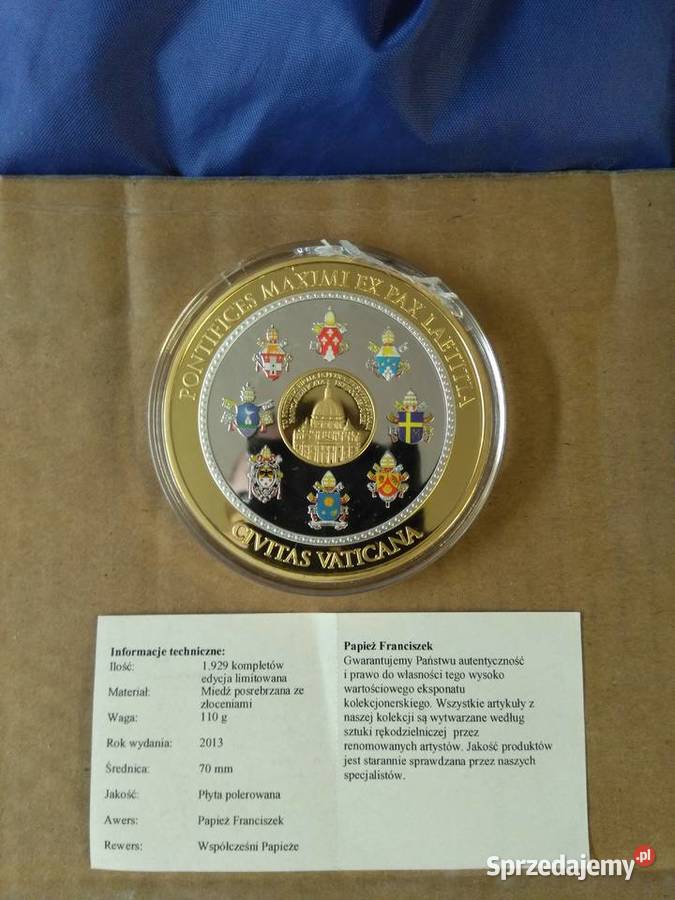 PONTIFICES MAXIMI EX PAX LAETITIA
CIVITAS VATICANA
Informacje techniczne:
Ilość: 1.929 kompletów
edycja limitowana
Materiał: Miedź posrebrzana ze
złoceniami
Waga: 110 g
Rok wydania: 2013
Średnica: 70 mm
Jakość: Płyta polerowana
Awers: Papież Franciszek
Rewers: Współcześni Papieże
Papież Franciszek
Gwarantujemy Państwu autentyczność
i prawo do własności tego wysoko
wartościowego eksponatu
kolekcjonerskiego. Wszystkie artykuły z
naszej kolekcji są wytwarzane według
sztuki rękodzielniczej przez
renomowanych artystów. Jakość produktów
jest starannie sprawdzana przez naszych
specjalistów.
Sprzedajemy.pl